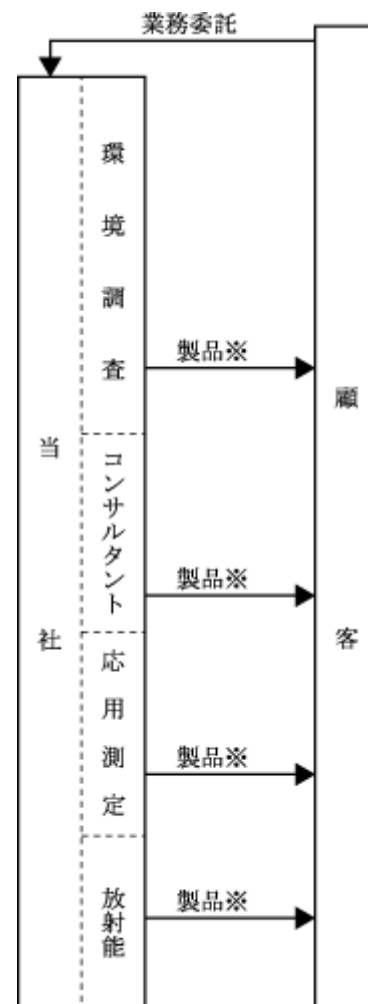 業務委託
当社
環境調査
製品※
コンサルタント
製品※
応用測定
製品※
放射能
製品※
顧客